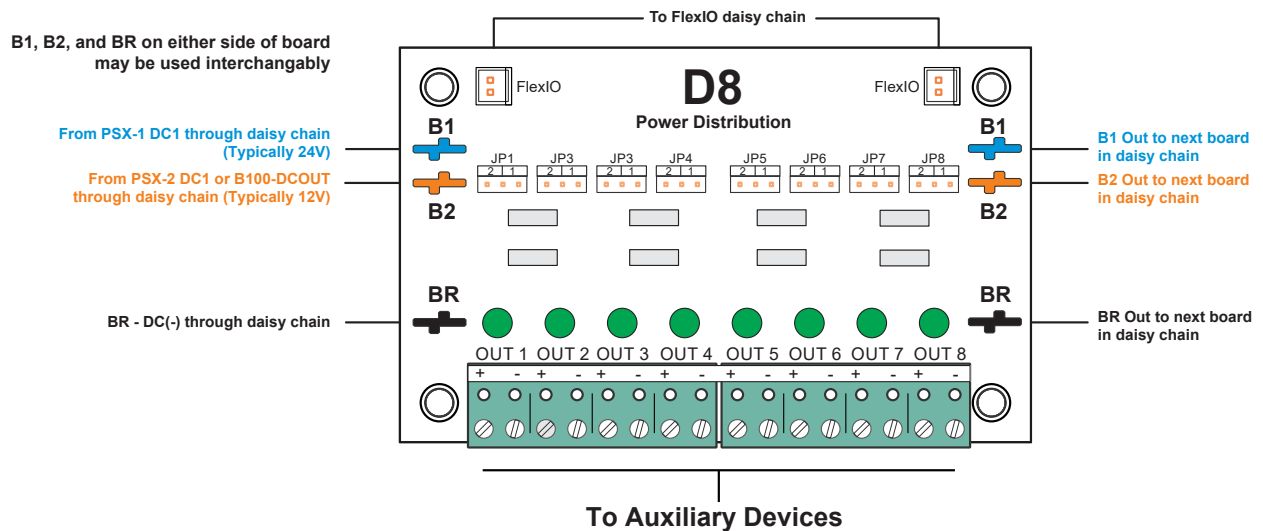 To FlexIO daisy chain
B1, B2, and BR on either side of board
may be used interchangably
FlexIO
D8
FlexIO
Power Distribution
B1
B1
From PSX-1 DC1 through daisy chain
(Typically 24V)
B1 Out to next board
in daisy chain
JP1 JP3 JP3 JP4 JP5 JP6 JP7 JP8
2 1 2 1 2 1 2 1 2 1 2 1 2 1 2 1
From PSX-2 DC1 or B100-DCOUT
through daisy chain (Typically 12V)
B2 Out to next board
in daisy chain
B2
B2
BR
BR
BR - DC(-) through daisy chain
BR Out to next board
in daisy chain
OUT 1 OUT 2 OUT 3 OUT 4 OUT 5 OUT 6 OUT 7 OUT 8
+ - + - + - + - + - + - + - + -
To Auxiliary Devices